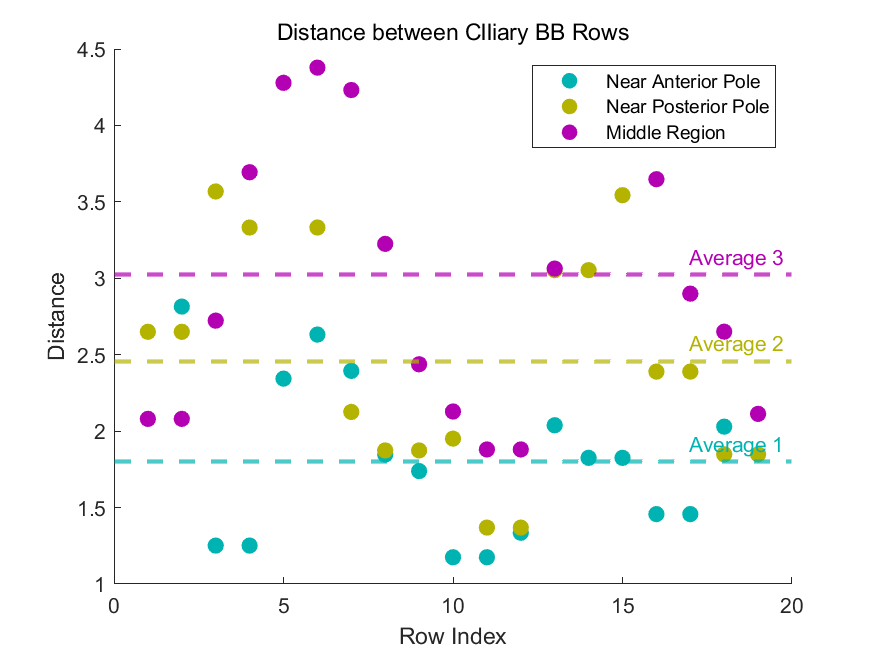 Distance between CIliary BB Rows
4.5
4
3.5
3
2.5
2
1.5
1
Distance
Near Anterior Pole
Near Posterior Pole
Middle Region
Average 3
Average 2
Average 1
0
5
10
15
20
Row Index